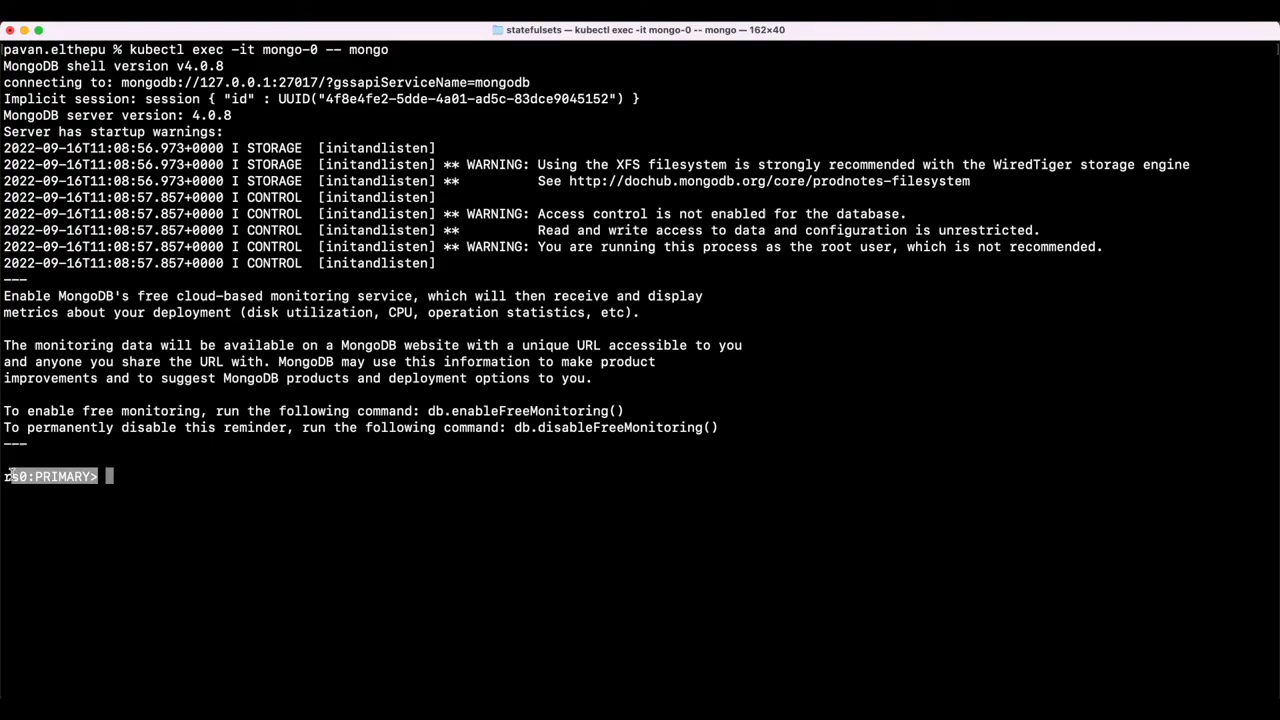 statefulsets — kubectl exec -it mongo-0 -- mongo — 162×40
pavan.elthepu % kubectl exec -it mongo-0 -- mongo
MongoDB shell version v4.0.8
connecting to: mongodb://127.0.0.1:27017/?gssapiServiceName=mongodb
Implicit session: session { "id" : UUID("4f8e4fe2-5dde-4a01-ad5c-83dce9045152") }
MongoDB server version: 4.0.8
Server has startup warnings:
2022-09-16T11:08:56.973+0000 I STORAGE  [initandlisten]
2022-09-16T11:08:56.973+0000 I STORAGE  [initandlisten] ** WARNING: Using the XFS filesystem is strongly recommended with the WiredTiger storage engine
2022-09-16T11:08:56.973+0000 I STORAGE  [initandlisten] **          See http://dochub.mongodb.org/core/prodnotes-filesystem
2022-09-16T11:08:57.857+0000 I CONTROL  [initandlisten]
2022-09-16T11:08:57.857+0000 I CONTROL  [initandlisten] ** WARNING: Access control is not enabled for the database.
2022-09-16T11:08:57.857+0000 I CONTROL  [initandlisten] **          Read and write access to data and configuration is unrestricted.
2022-09-16T11:08:57.857+0000 I CONTROL  [initandlisten] ** WARNING: You are running this process as the root user, which is not recommended.
2022-09-16T11:08:57.857+0000 I CONTROL  [initandlisten]
---
Enable MongoDB's free cloud-based monitoring service, which will then receive and display
metrics about your deployment (disk utilization, CPU, operation statistics, etc).
The monitoring data will be available on a MongoDB website with a unique URL accessible to you
and anyone you share the URL with. MongoDB may use this information to make product
improvements and to suggest MongoDB products and deployment options to you.
To enable free monitoring, run the following command: db.enableFreeMonitoring()
To permanently disable this reminder, run the following command: db.disableFreeMonitoring()
---
rs0:PRIMARY>